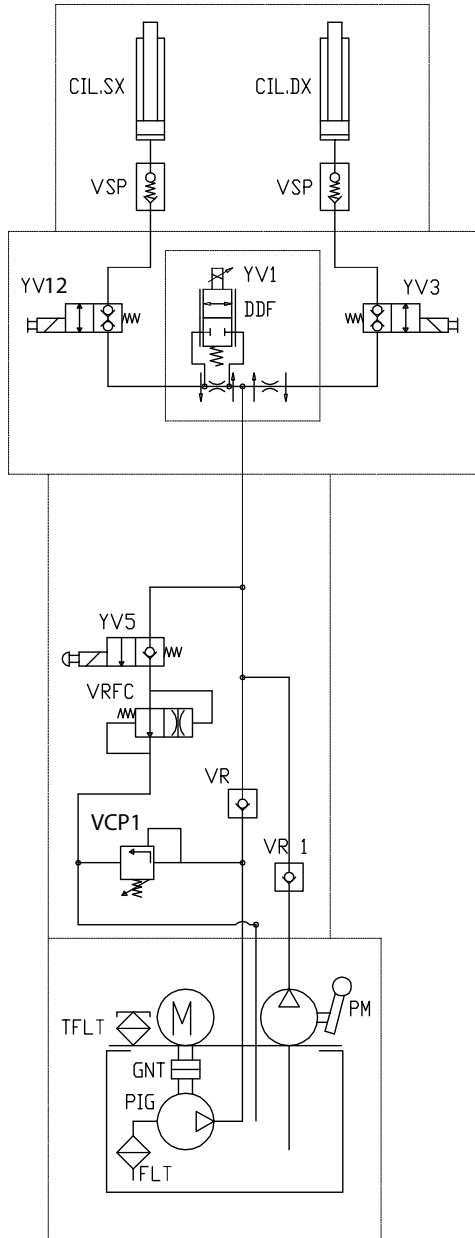 CIL.SX CIL.DX
VSP VSP
YV12 YV1 YV3
DDF
YV5
VRFC
VR
VCP1
VR 1
TFLT M PM
GNT
PIG
FLT